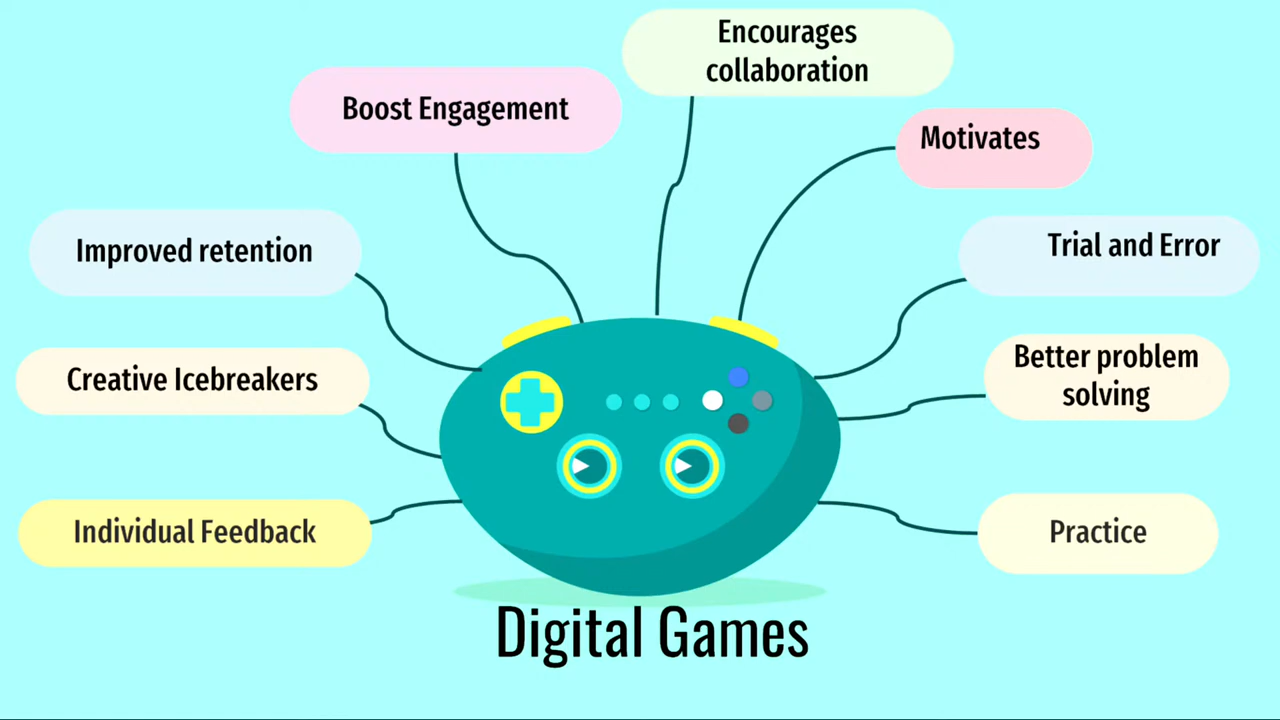 Encourages
collaboration
Boost Engagement
Motivates
Improved retention
Trial and Error
Better problem
solving
Creative Icebreakers
Individual Feedback
Practice
Digital Games